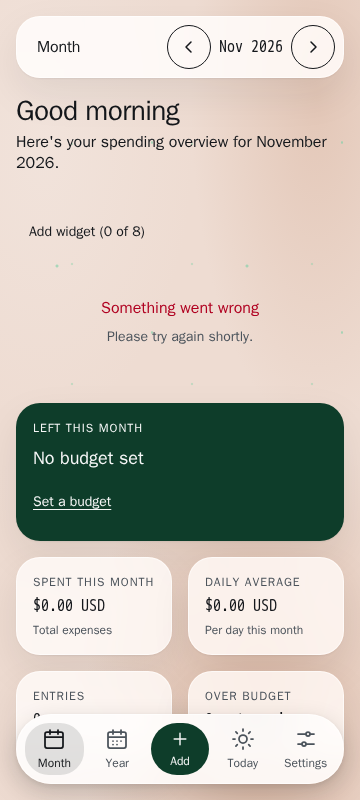 Month
Nov 2026
Good morning
Here's your spending overview for November
2026.
Add widget (0 of 8)
Something went wrong
Please try again shortly.
LEFT THIS MONTH
No budget set
Set a budget
SPENT THIS MONTH
$0.00 USD
Total expenses
DAILY AVERAGE
$0.00 USD
Per day this month
ENTRIES
OVER BUDGET
Month
Year
Add
Today
Settings